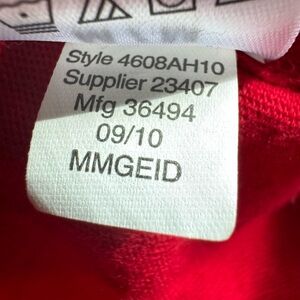 Style 4608AH10
Supplier 23407
Mfg 36494
09/10
MMGEID